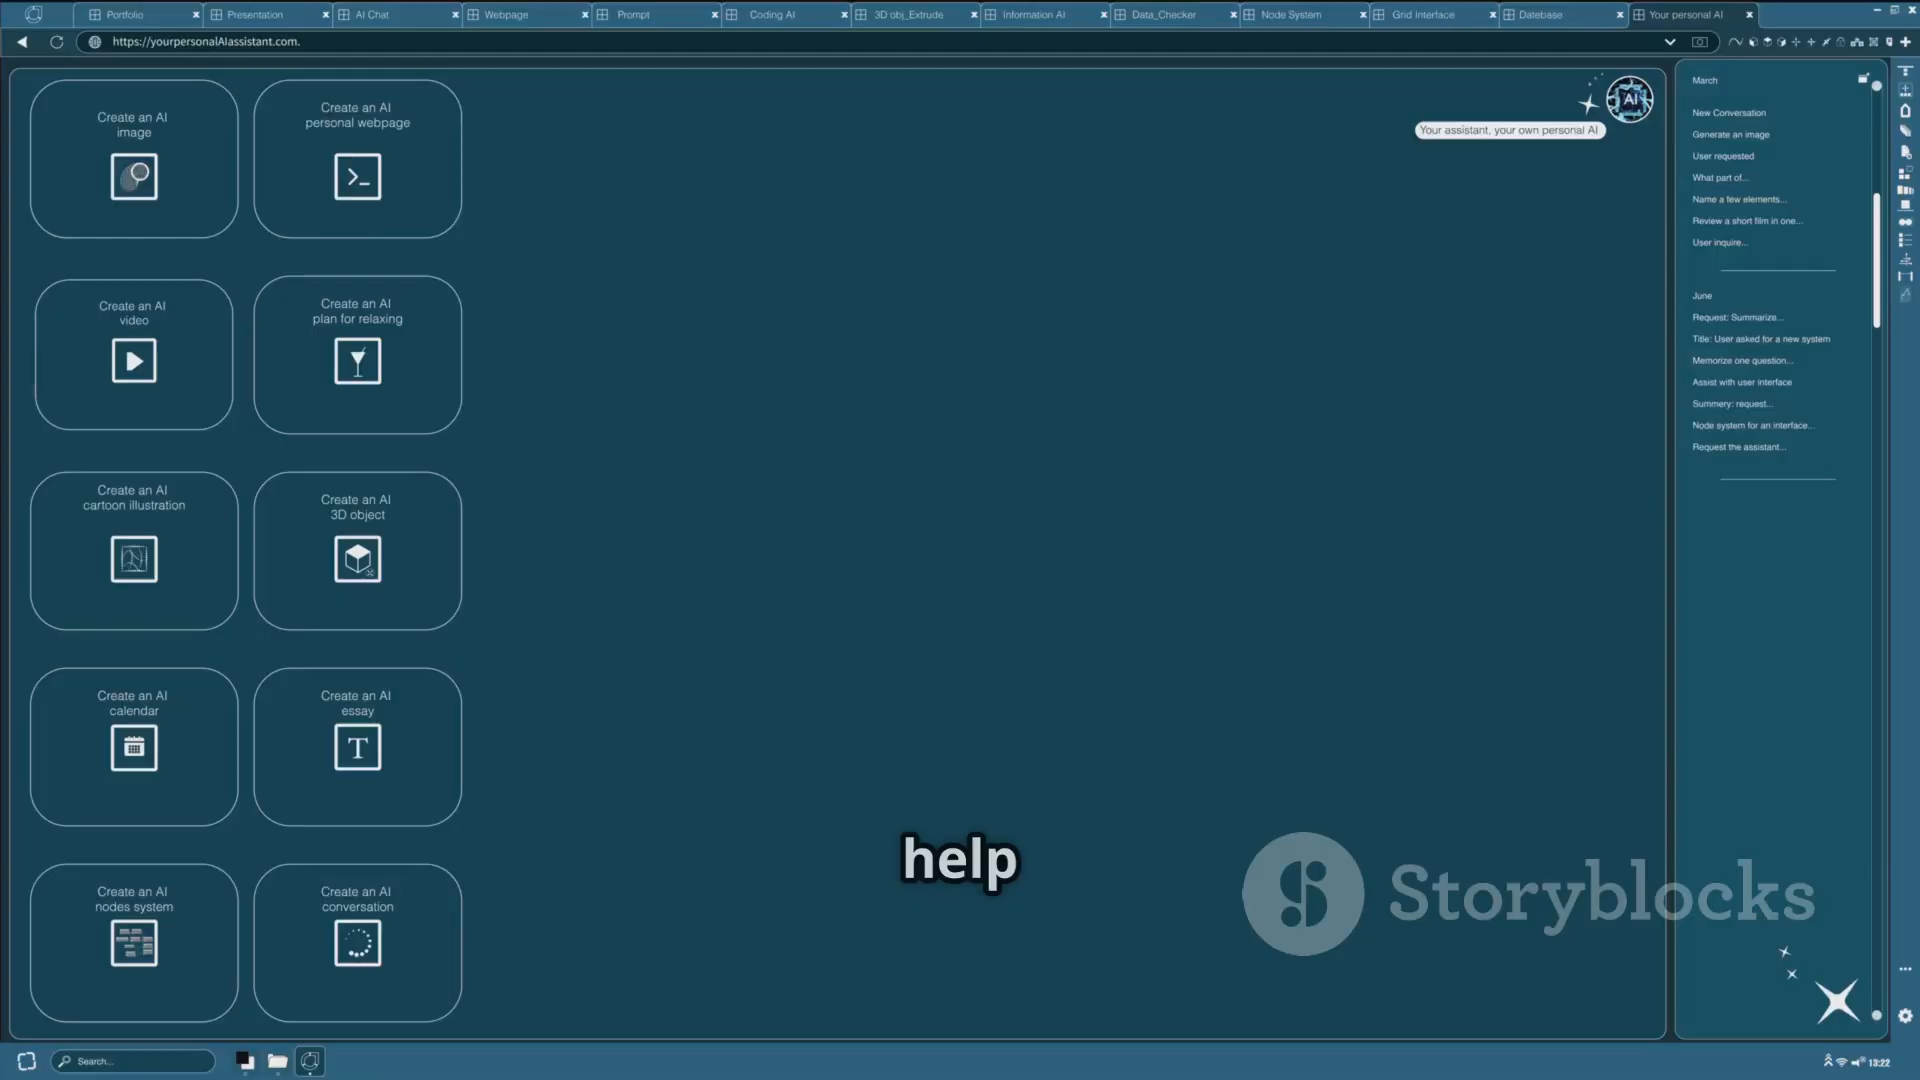 Portfolio
Presentation
AI Chat
Webpage
Prompt
Coding AI
3D obj_Extrude
Information AI
Data_Checker
Node System
Grid Interface
Datebase
Your personal AI
https://yourpersonalAIassistant.com.
Create an AI
image
Create an AI
personal webpage
Create an AI
video
Create an AI
plan for relaxing
Create an AI
cartoon illustration
Create an AI
3D object
Create an AI
calendar
Create an AI
essay
T
Create an AI
nodes system
Create an AI
conversation
AI
Your assistant, your own personal AI
March
New Conversation
Generate an image
User requested
What part of...
Name a few elements...
Review a short film in one...
User inquire...
June
Request: Summarize...
Title: User asked for a new system
Memorize one question...
Assist with user interface
Summery: request...
Node system for an interface...
Request the assistant...
help
Storyblocks
Search...
13:22